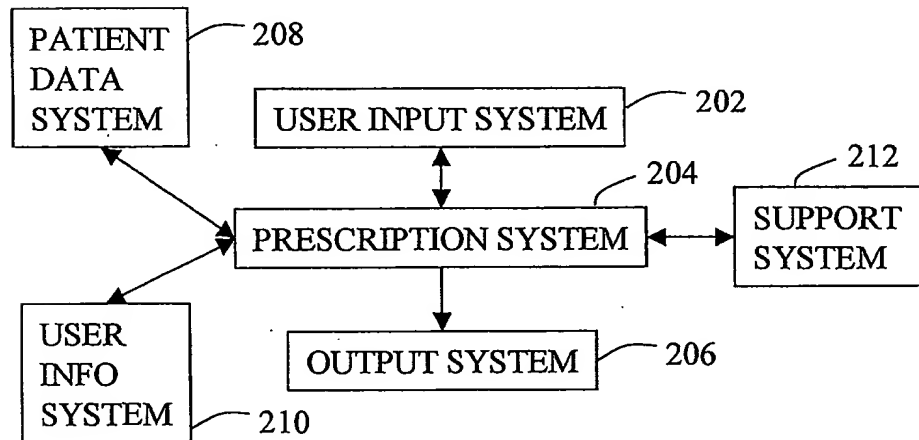 PATIENT
DATA
SYSTEM
208
USER INPUT SYSTEM
202
PRESCRIPTION SYSTEM
204
SUPPORT
SYSTEM
212
USER
INFO
SYSTEM
210
OUTPUT SYSTEM
206